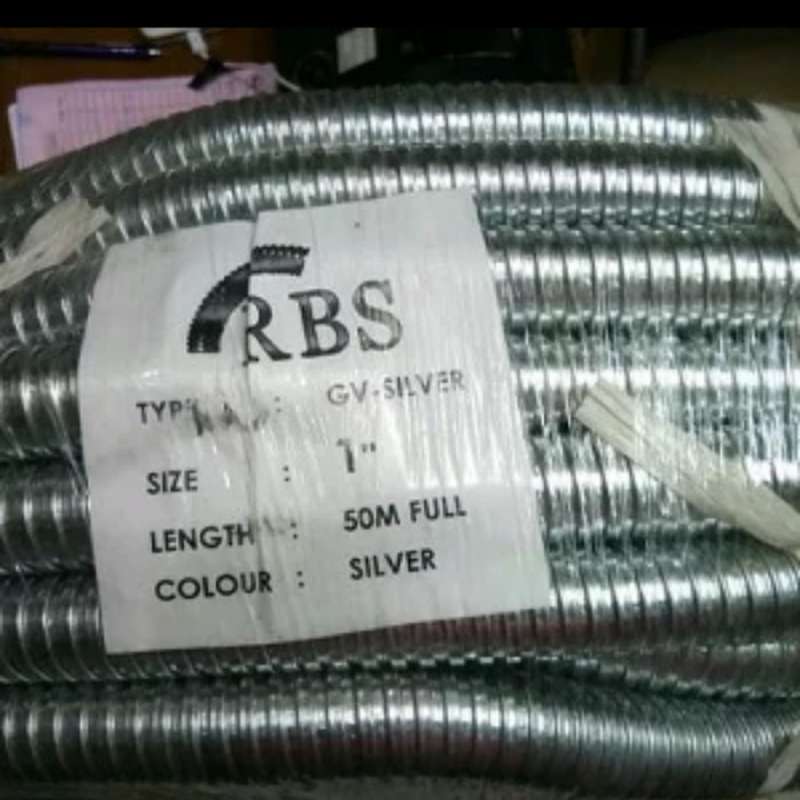 RBS
TYPE : GV-SILVER
SIZE : 1"
LENGTH : 50M FULL
COLOUR : SILVER